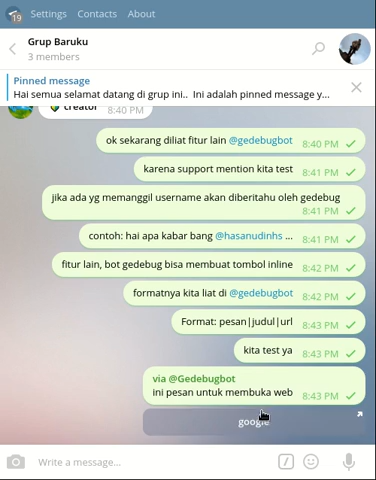 Settings Contacts About
19
Grup Baruku
3 members
Pinned message
Hai semua selamat datang di grup ini.. Ini adalah pinned message y...
creator 8:40 PM
ok sekarang diliat fitur lain @gedebugbot 8:40 PM
karena support mention kita test
8:41 PM
jika ada yg memanggil username akan diberitahu oleh gedebug
8:41 PM
contoh: hai apa kabar bang @hasanudinhs ... 8:41 PM
fitur lain, bot gedebug bisa membuat tombol inline 8:42 PM
formatnya kita liat di @gedebugbot 8:42 PM
Format: pesan|judul|url 8:43 PM
kita test ya 8:43 PM
via @Gedebugbot
ini pesan untuk membuka web 8:43 PM
google
Write a message...